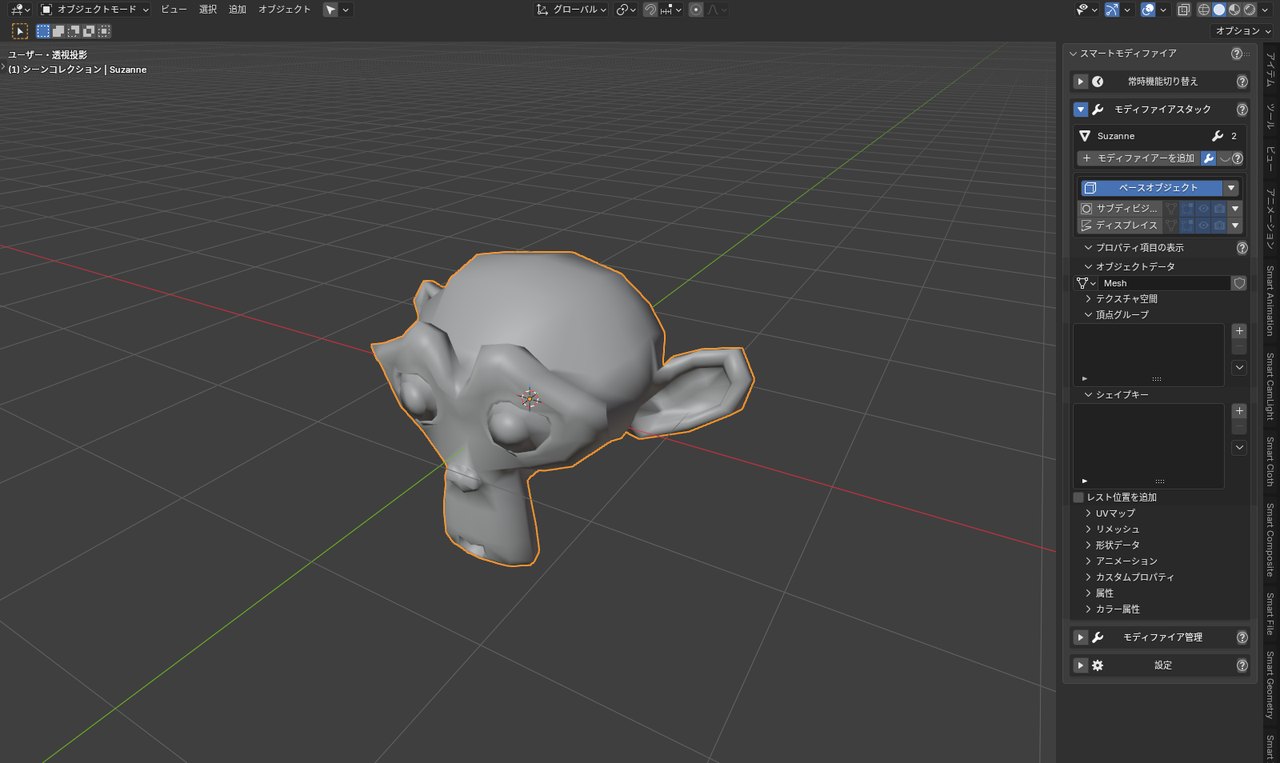 オブジェクトモード ビュー 選択 追加 オブジェクト グローバル
オプション
ユーザー・透視投影
(1) シーンコレクション | Suzanne
スマートモディファイア
常時機能切り替え
モディファイアスタック
Suzanne 2
モディファイアーを追加
ベースオブジェクト
サブディビジ...
ディスプレイス
プロパティ項目の表示
オブジェクトデータ
Mesh
テクスチャ空間
頂点グループ
シェイプキー
レスト位置を追加
UVマップ
リメッシュ
形状データ
アニメーション
カスタムプロパティ
属性
カラー属性
モディファイア管理
設定
アイテム
ツール
ビュー
アニメーション
Smart Animation
Smart CamLight
Smart Cloth
Smart Composite
Smart File
Smart Geometry
Smart